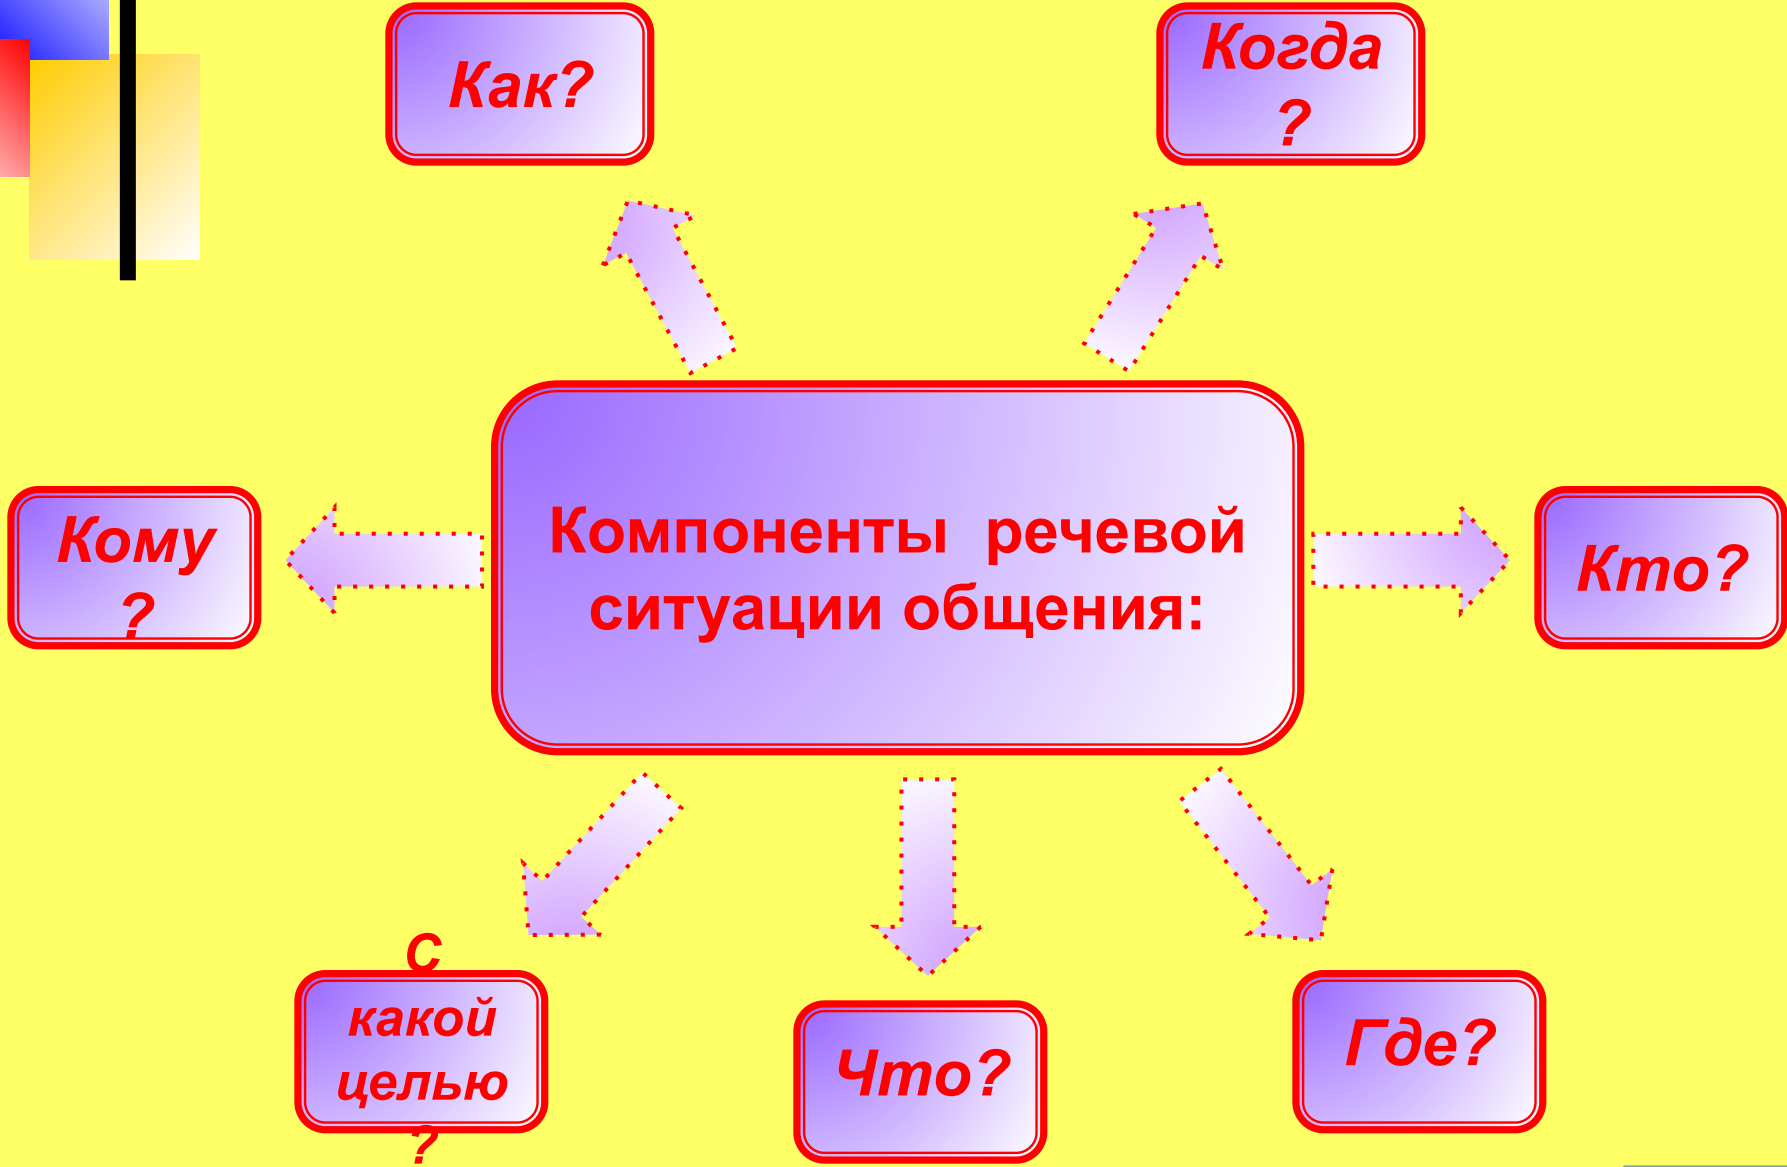 Как?
Когда
?
Компоненты речевой
ситуации общения:
Кому
?
Кто?
С
какой
целью
?
Что?
Где?